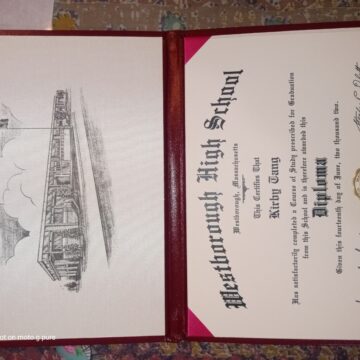 Westborough High School
Westborough, Massachusetts
This Certifies That
Kirby Tang
Has satisfactorily completed a Course of Study prescribed for Graduation
from this School and is therefore awarded this
Diploma
Given this fourteenth day of June, two thousand two.
ot on moto g pure